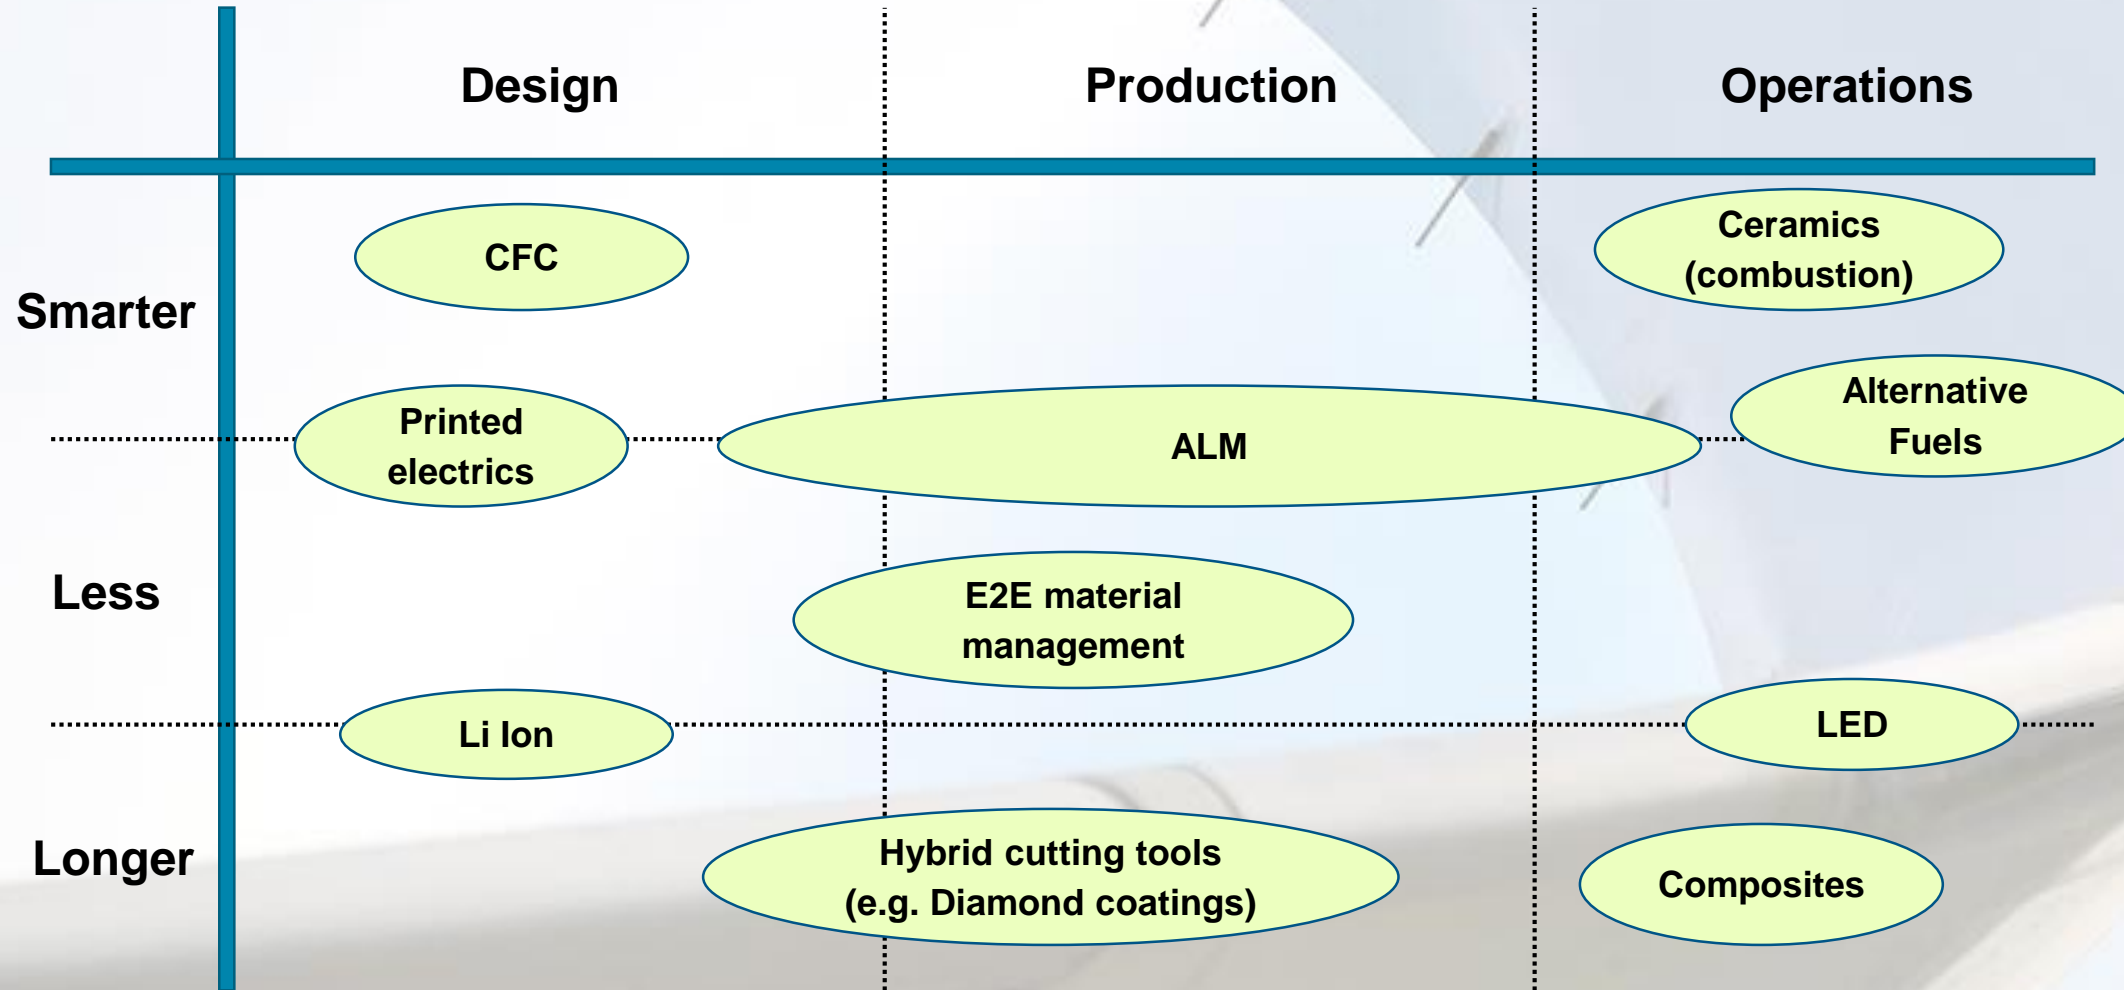 Design
Production
Operations
Smarter
CFC
Ceramics
(combustion)
Printed
electrics
ALM
Alternative
Fuels
Less
E2E material
management
Li Ion
LED
Longer
Hybrid cutting tools
(e.g. Diamond coatings)
Composites